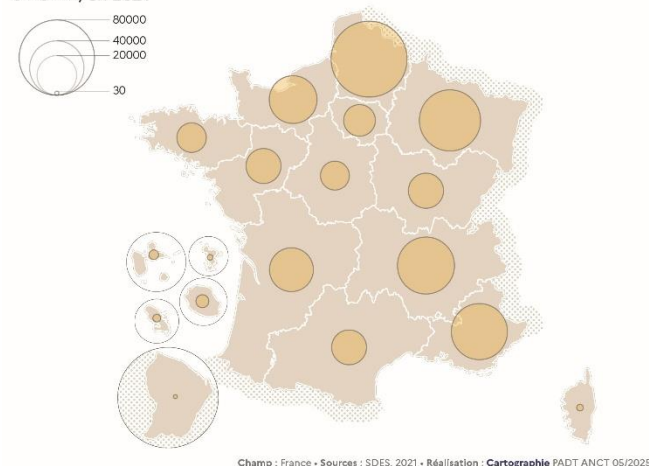 80000
40000
20000
30
Champ : France • Sources : SDES, 2021 • Réalisation : Cartographie PADT ANCT 05/2025